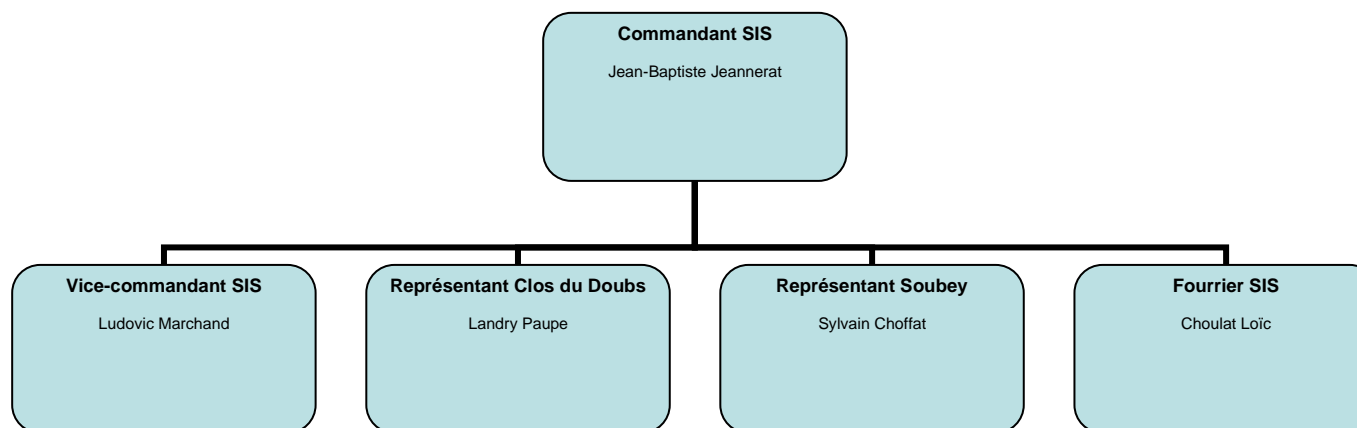 Commandant SIS
Jean-Baptiste Jeannerat
Vice-commandant SIS
Ludovic Marchand
Représentant Clos du Doubs
Landry Paupe
Représentant Soubey
Sylvain Choffat
Fourrier SIS
Choulat Loïc